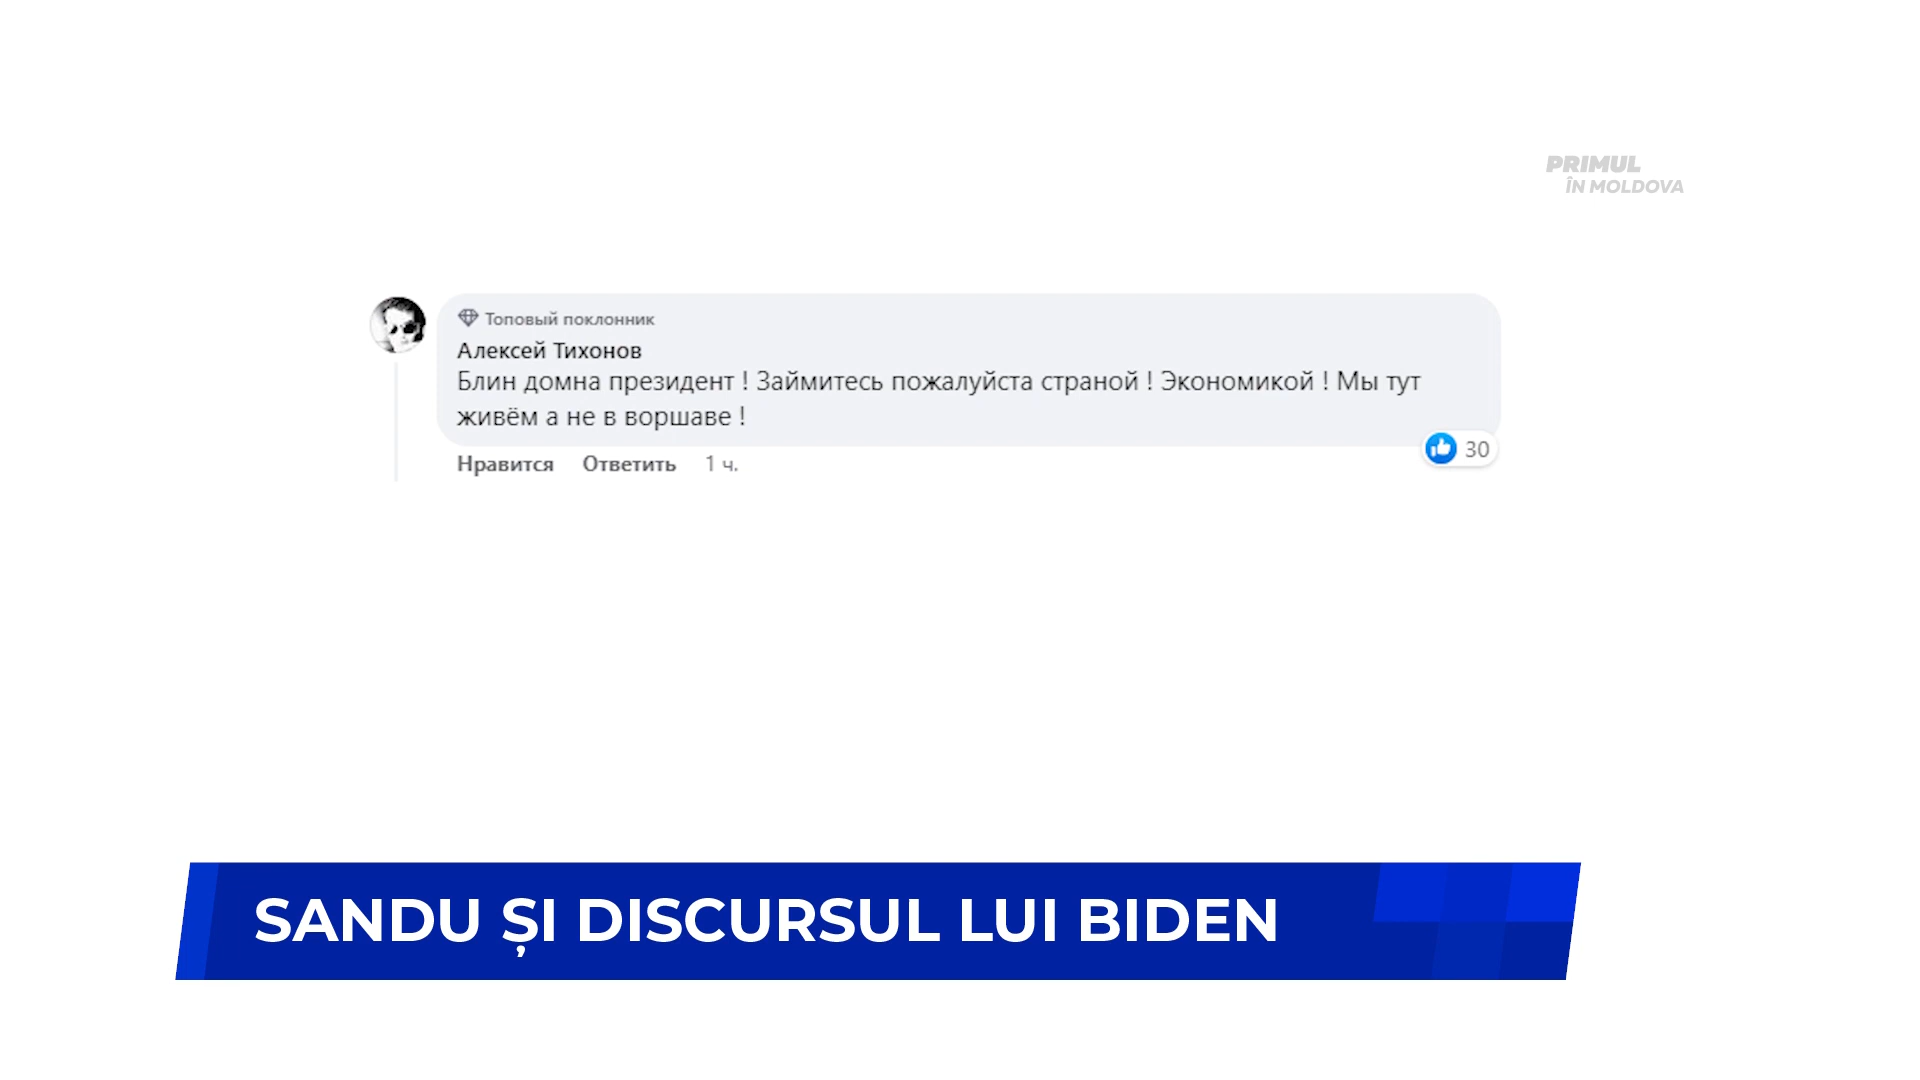 PRIMUL
ÎN MOLDOVA
Топовый поклонник
Алексей Тихонов
Блин домна президент ! Займитесь пожалуйста страной ! Экономикой ! Мы тут
живём а не в воршаве !
30
Нравится Ответить 1 ч.
SANDU ȘI DISCURSUL LUI BIDEN